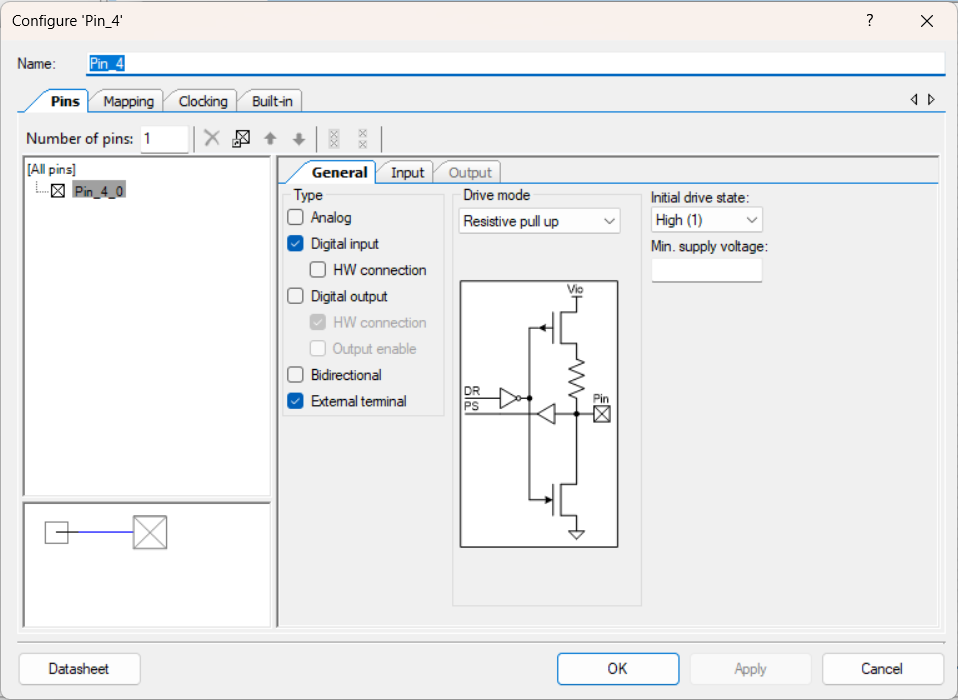 Configure 'Pin_4'
?
Name: Pin_4
Pins Mapping Clocking Built-in
Number of pins: 1
[All pins]
Pin_4_0
General Input Output
Type
Analog
Digital input
HW connection
Digital output
HW connection
Output enable
Bidirectional
External terminal
Drive mode
Resistive pull up
Vio
DR
PS
Pin
Initial drive state:
High (1)
Min. supply voltage:
Datasheet OK Apply Cancel